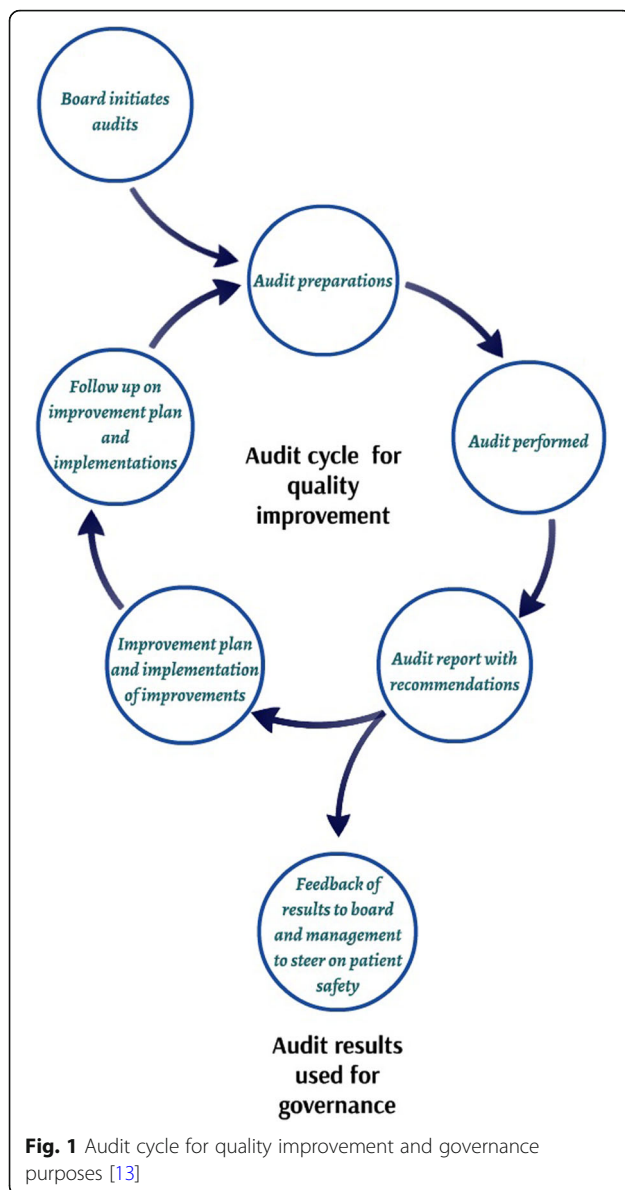 Board initiates
audits
Audit preparations
Audit performed
Audit report with
recommendations
Improvement plan
and implementation
of improvements
Follow up on
improvement plan
and
implementations
Audit cycle for
quality
improvement
Feedback of
results to board
and management
to steer on patient
safety
Audit results
used for
governance
Fig. 1 Audit cycle for quality improvement and governance
purposes [13]